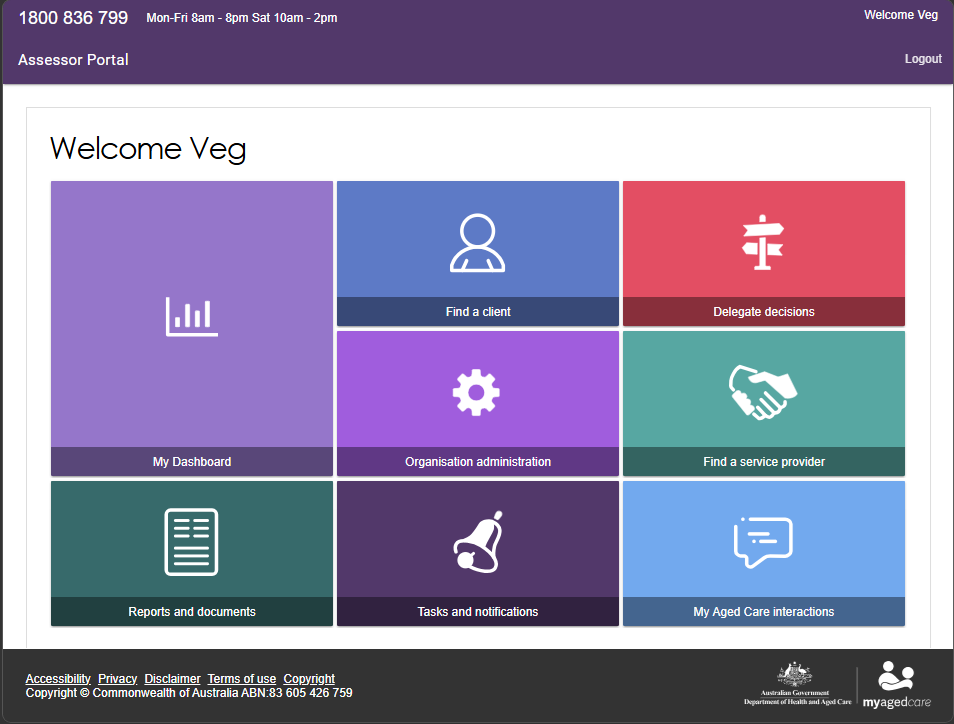 1800 836 799 Mon-Fri 8am - 8pm Sat 10am - 2pm Welcome Veg
Assessor Portal Logout
Welcome Veg
Find a client
Delegate decisions
My Dashboard
Organisation administration
Find a service provider
Reports and documents
Tasks and notifications
My Aged Care interactions
Accessibility Privacy Disclaimer Terms of use Copyright
Copyright © Commonwealth of Australia ABN:83 605 426 759
Australian Government
Department of Health and Aged Care
myagedcare